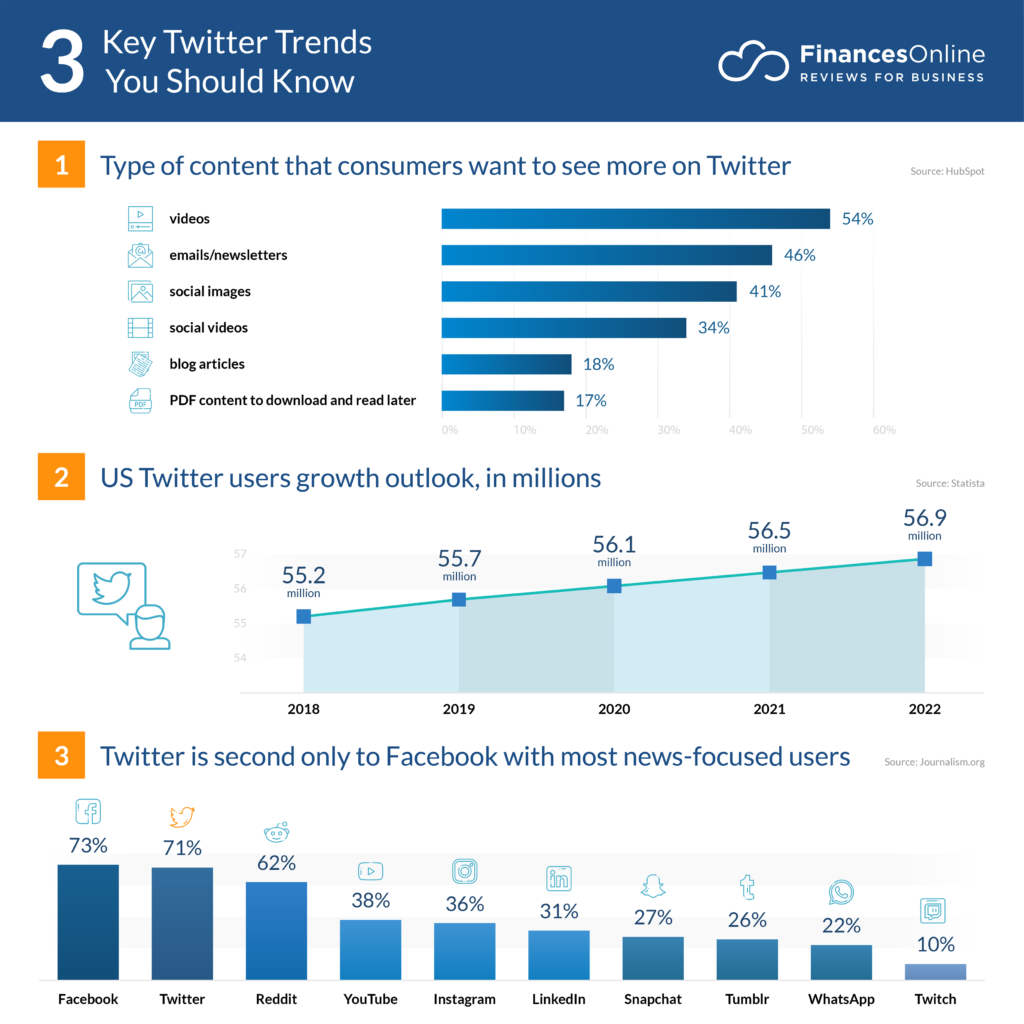 3
Key Twitter Trends
You Should Know
FinancesOnline
REVIEWS FOR BUSINESS
1
Type of content that consumers want to see more on Twitter
Source: HubSpot
videos
54%
emails/newsletters
46%
social images
41%
social videos
34%
blog articles
18%
PDF
PDF content to download and read later
17%
0% 10% 20% 30% 40% 50% 60%
2
US Twitter users growth outlook, in millions
Source: Statista
57
56
55
54
55.2
million
55.7
million
56.1
million
56.5
million
56.9
million
2018 2019 2020 2021 2022
3
Twitter is second only to Facebook with most news-focused users
Source: Journalism.org
73% 71% 62% 38% 36% 31% 27% 26% 22% 10%
Facebook Twitter Reddit YouTube Instagram LinkedIn Snapchat Tumblr WhatsApp Twitch